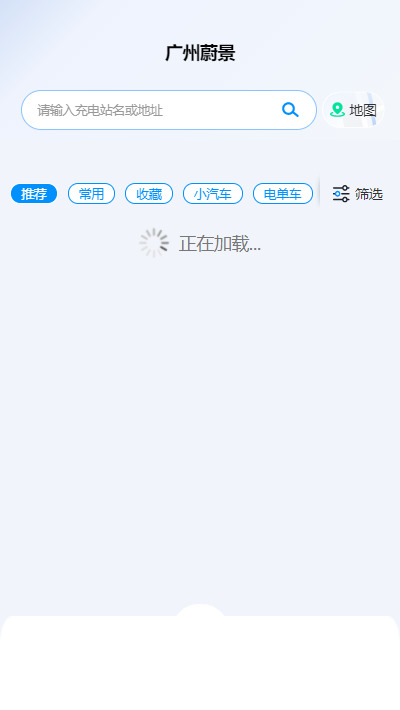 广州蔚景
请输入充电站名或地址
地图
推荐 常用 收藏 小汽车 电单车 筛选
正在加载...